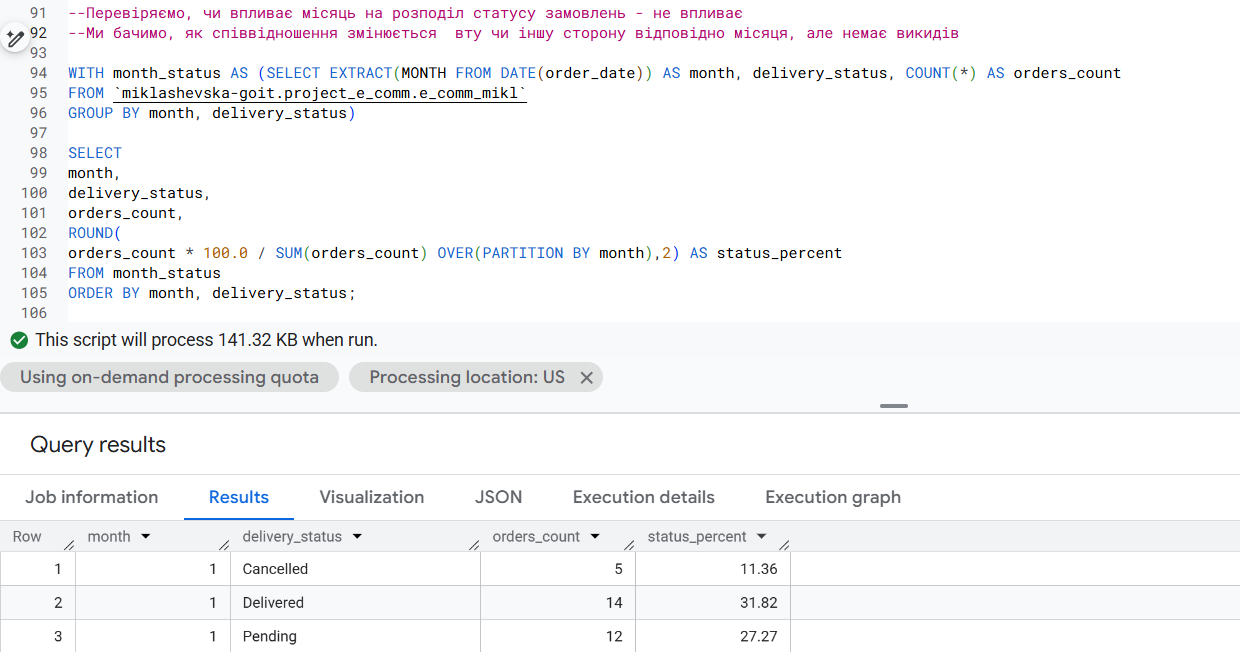 91 --Перевіряємо, чи впливає місяць на розподіл статусу замовлень - не впливає
92 --Ми бачимо, як співвідношення змінюється  вту чи іншу сторону відповідно місяця, але немає викидів
93
94 WITH month_status AS (SELECT EXTRACT(MONTH FROM DATE(order_date)) AS month, delivery_status, COUNT(*) AS orders_count
95 FROM `miklashevska-goit.project_e_comm.e_comm_mikl`
96 GROUP BY month, delivery_status)
97
98 SELECT
99 month,
100 delivery_status,
101 orders_count,
102 ROUND(
103 orders_count * 100.0 / SUM(orders_count) OVER(PARTITION BY month),2) AS status_percent
104 FROM month_status
105 ORDER BY month, delivery_status;
106
This script will process 141.32 KB when run.
Using on-demand processing quota Processing location: US
Query results
Job information Results Visualization JSON Execution details Execution graph
Row month delivery_status orders_count status_percent
1 1 Cancelled 5 11.36
2 1 Delivered 14 31.82
3 1 Pending 12 27.27